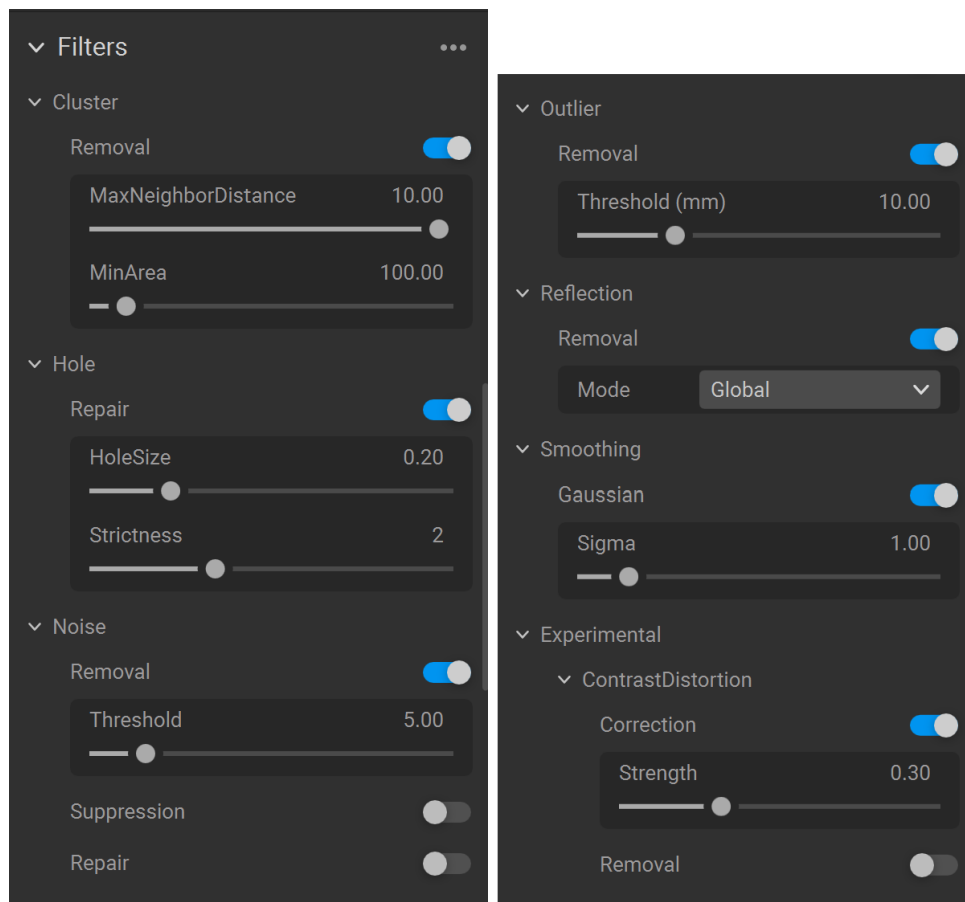 Filters
Cluster
Removal
MaxNeighborDistance 10.00
MinArea 100.00
Hole
Repair
HoleSize 0.20
Strictness 2
Noise
Removal
Threshold 5.00
Suppression
Repair
Outlier
Removal
Threshold (mm) 10.00
Reflection
Removal
Mode Global
Smoothing
Gaussian
Sigma 1.00
Experimental
ContrastDistortion
Correction
Strength 0.30
Removal